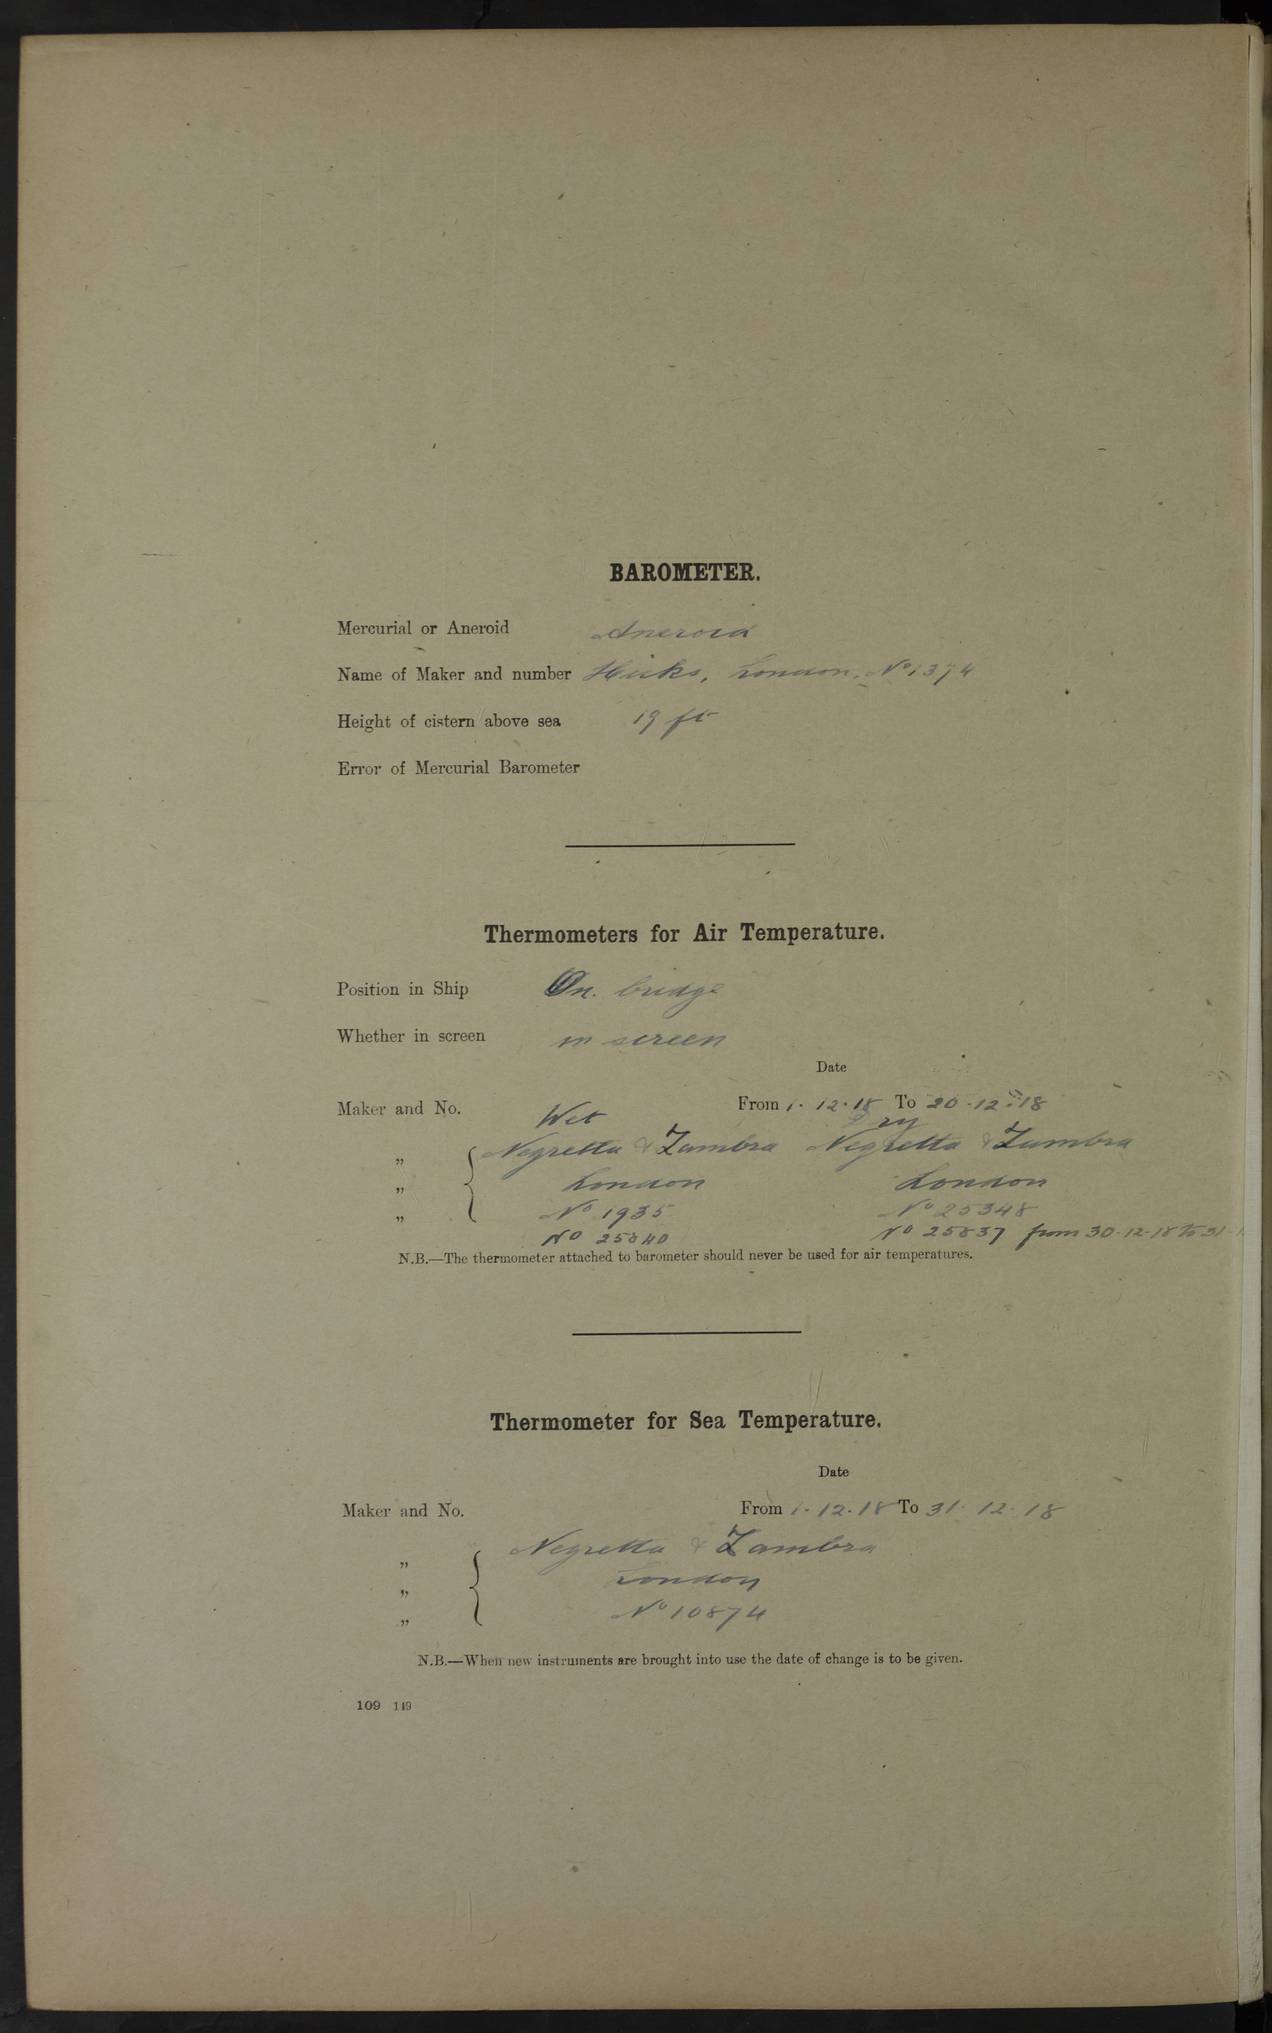 BAROMETER.
Mercurial or Aneroid Aneroid
Name of Maker and number Hicks, London, No 1374
Height of cistern above sea 19 ft
Error of Mercurial Barometer
Thermometers for Air Temperature.
Position in Ship On. bridge
Whether in screen in screen
Date
Maker and No. From 1.12.18 To 20.12.18
Wet Dry
„ Negretta & Zambra Negretta & Zambra
„ London London
„ No 1935 No 25348
No 25840 No 25837 from 30-12-18 to 31
N.B.—The thermometer attached to barometer should never be used for air temperatures.
Thermometer for Sea Temperature.
Date
Maker and No. From 1.12.18 To 31.12.18
„ Negretta & Zambra
„ London
„ No 10874
N.B.—When new instruments are brought into use the date of change is to be given.
109 149